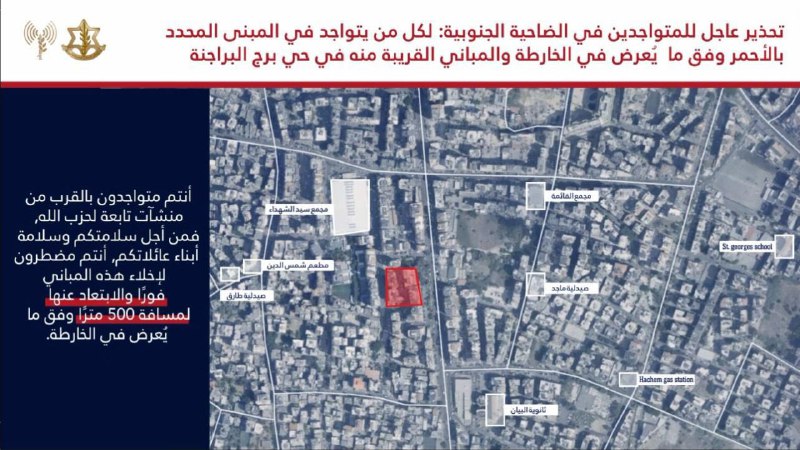 تحذير عاجل للمتواجدين في الضاحية الجنوبية: لكل من يتواجد في المبنى المحدد
بالأحمر وفق ما يُعرض في الخارطة والمباني القريبة منه في حي برج البراجنة
أنتم متواجدون بالقرب من
منشآت تابعة لحزب الله,
فمن أجل سلامتكم وسلامة
أبناء عائلاتكم, أنتم مضطرون
لإخلاء هذه المباني
فورًا والابتعاد عنها
لمسافة 500 مترًا وفق ما
يُعرض في الخارطة.
مجمع سيد الشهداء
مجمع القائمة
St. georges school
مطعم شمس الدين
صيدلية طارق
صيدلية ماجد
Hachem gas station
ثانوية البيان